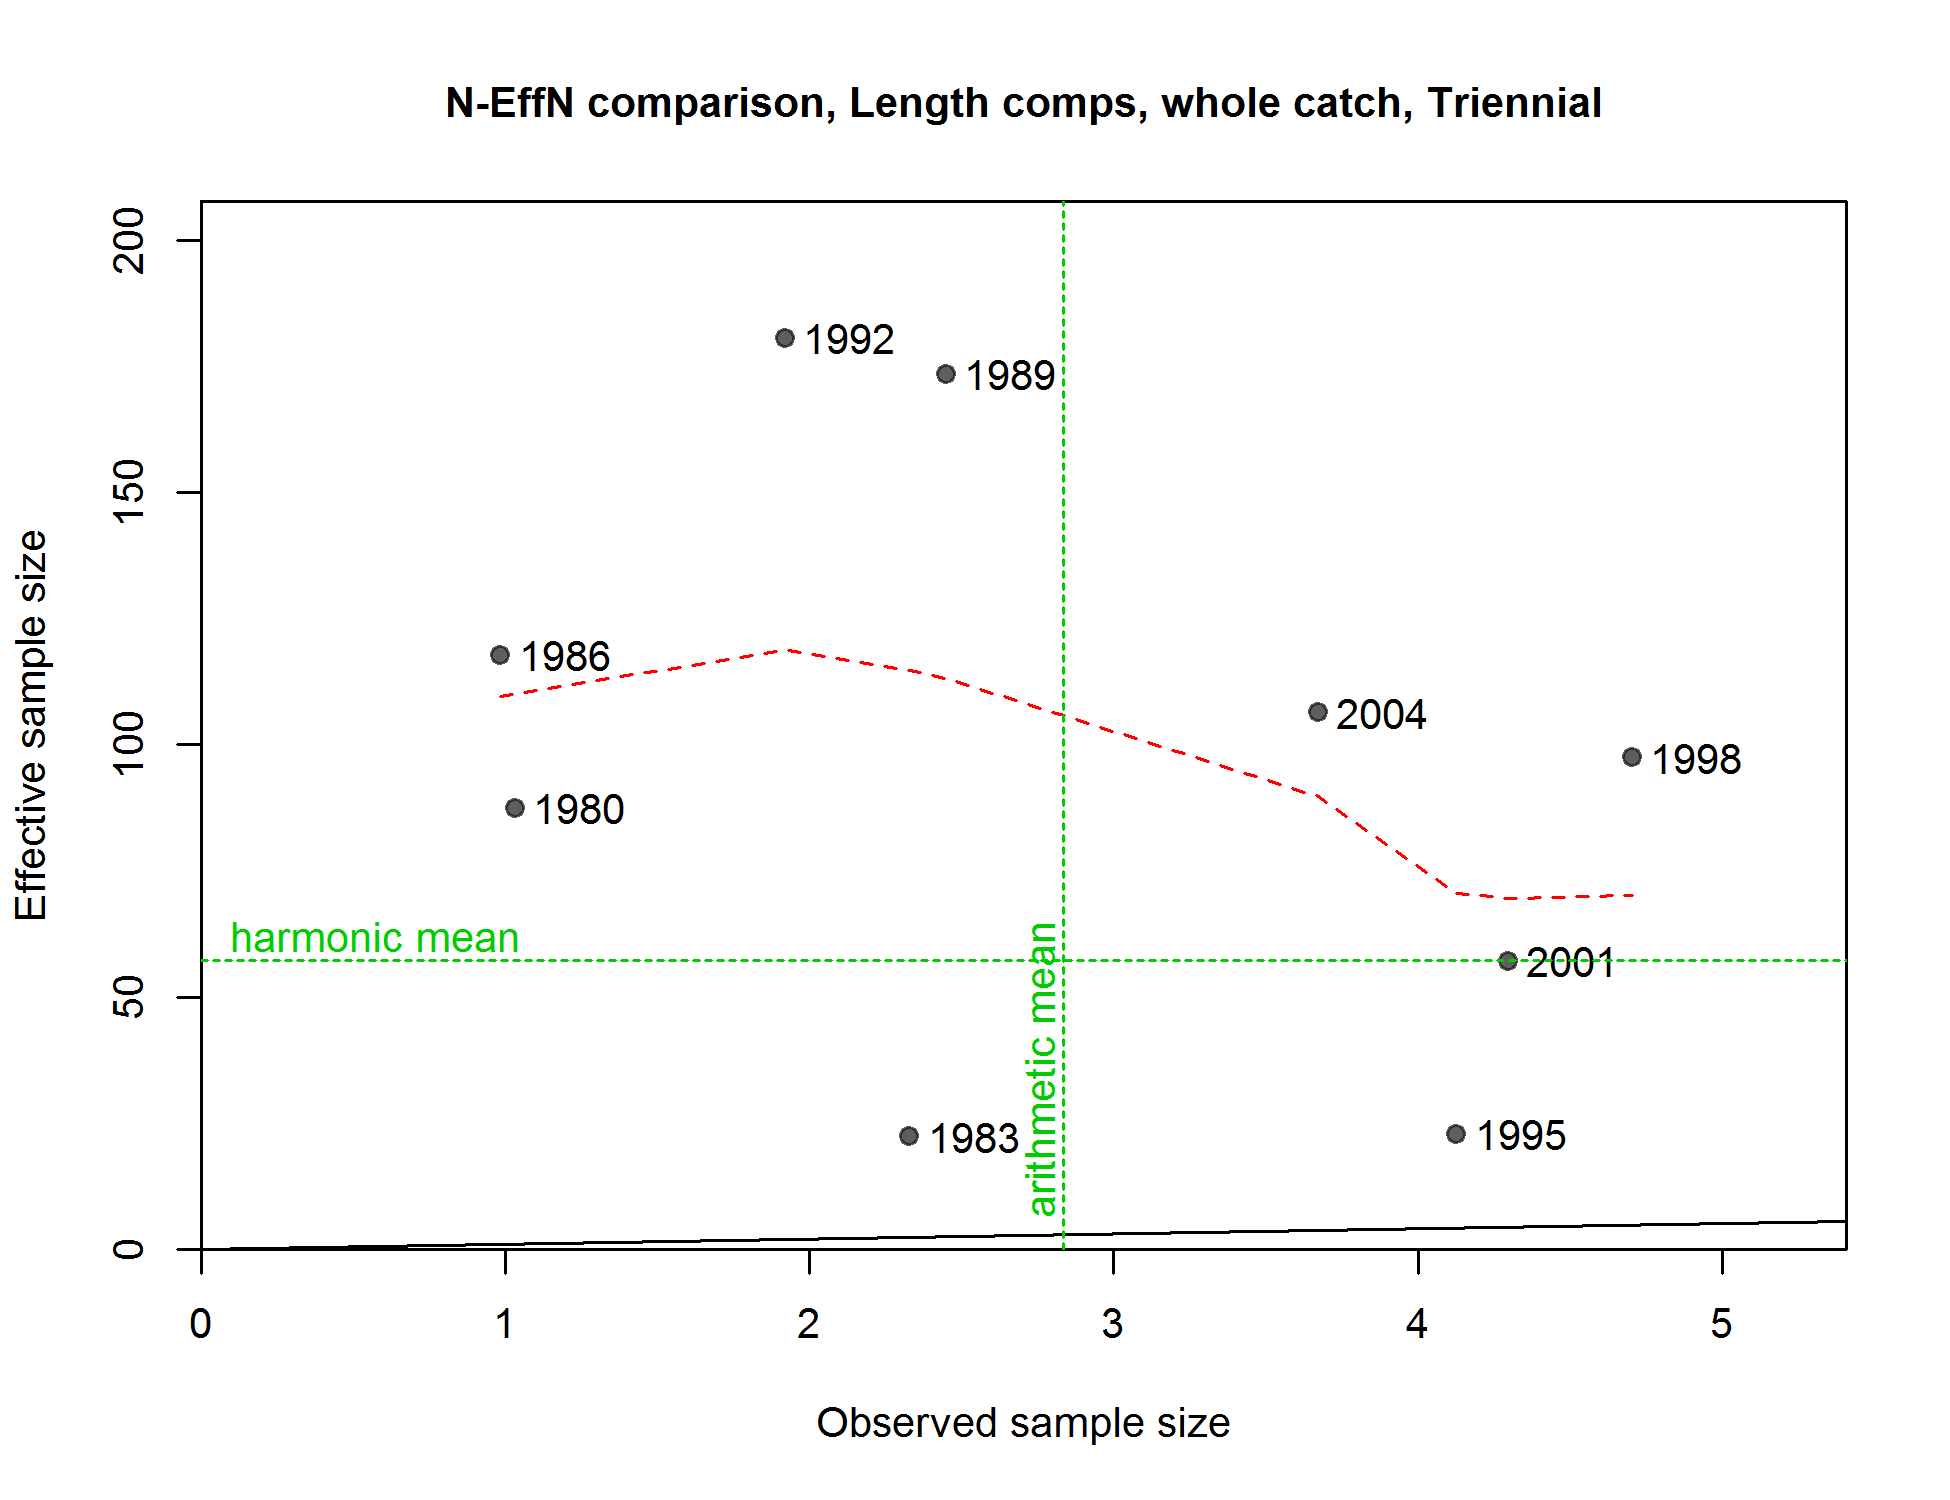 N-EffN comparison, Length comps, whole catch, Triennial
Effective sample size
200
150
100
50
0
1992
1989
1986
1980
2004
1998
harmonic mean
2001
arithmetic mean
1983
1995
0 1 2 3 4 5
Observed sample size